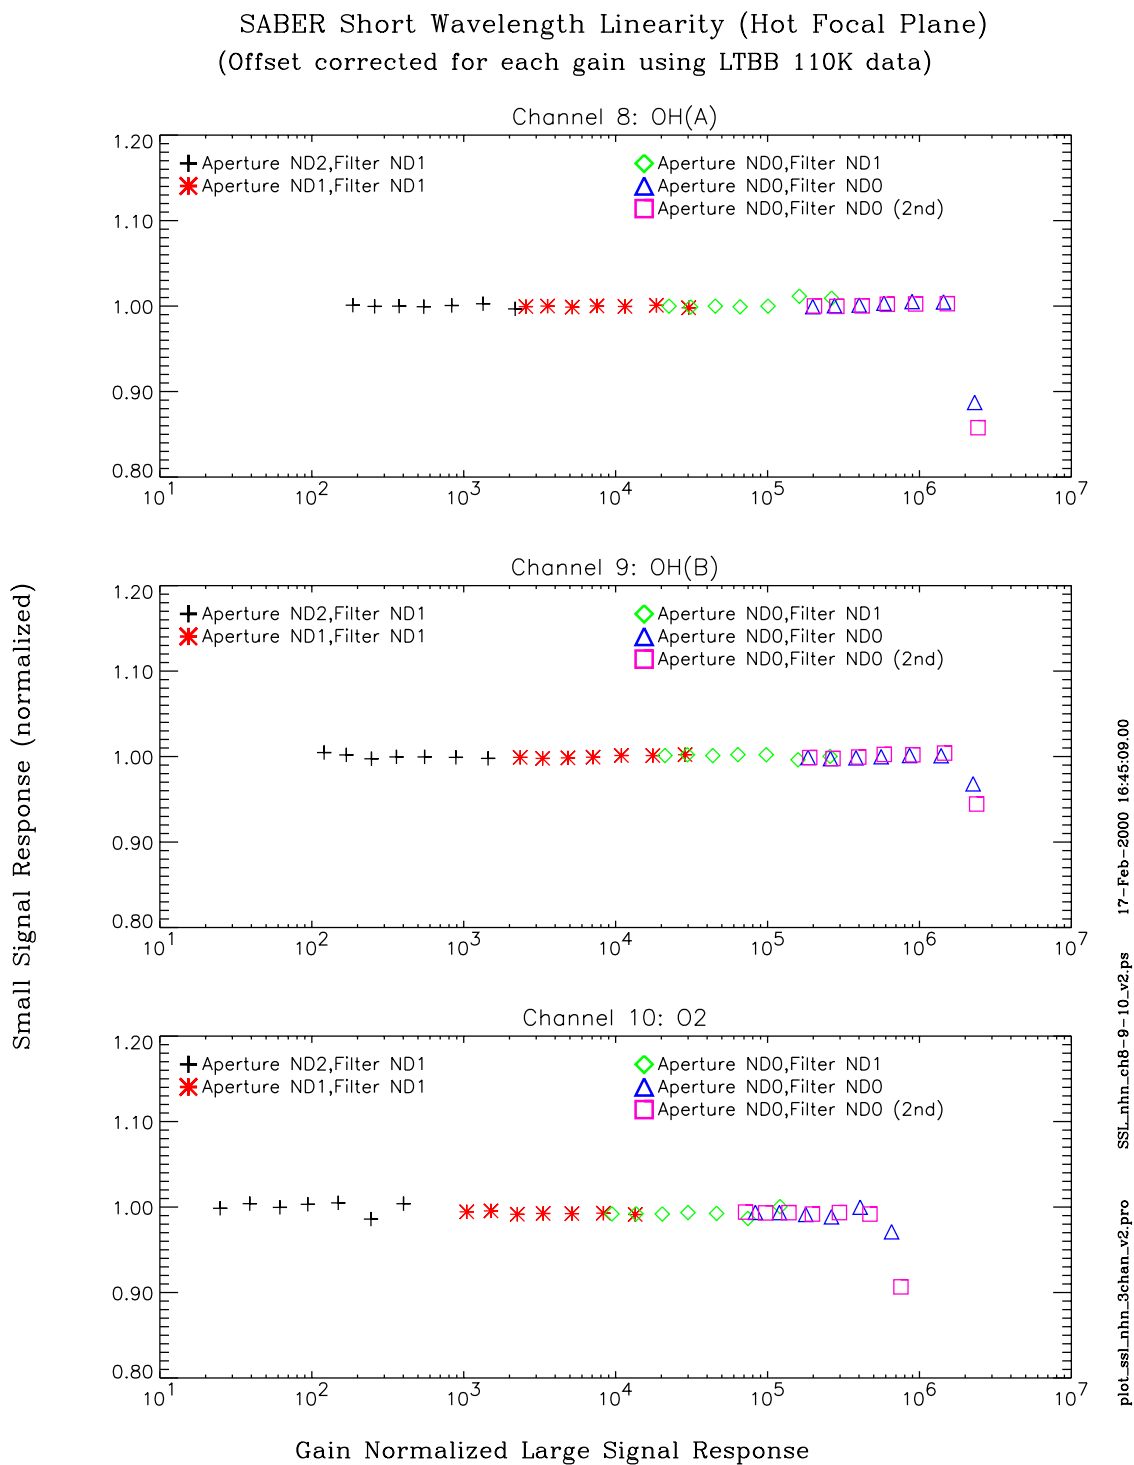 SABER Short Wavelength Linearity (Hot Focal Plane)
(Offset corrected for each gain using LTBB 110K data)
Channel 8: OH(A)
1.20
1.10
1.00
0.90
0.80
Aperture ND2,Filter ND1
Aperture ND1,Filter ND1
Aperture ND0,Filter ND1
Aperture ND0,Filter ND0
Aperture ND0,Filter ND0 (2nd)
10^1 10^2 10^3 10^4 10^5 10^6 10^7
Channel 9: OH(B)
1.20
1.10
1.00
0.90
0.80
Aperture ND2,Filter ND1
Aperture ND1,Filter ND1
Aperture ND0,Filter ND1
Aperture ND0,Filter ND0
Aperture ND0,Filter ND0 (2nd)
10^1 10^2 10^3 10^4 10^5 10^6 10^7
Channel 10: O2
1.20
1.10
1.00
0.90
0.80
Aperture ND2,Filter ND1
Aperture ND1,Filter ND1
Aperture ND0,Filter ND1
Aperture ND0,Filter ND0
Aperture ND0,Filter ND0 (2nd)
10^1 10^2 10^3 10^4 10^5 10^6 10^7
Gain Normalized Large Signal Response
Small Signal Response (normalized)
plot_ssl_nhn_3chan_v2.pro SSL_nhn_ch8-9-10_v2.ps 17-Feb-2000 16:45:09.00